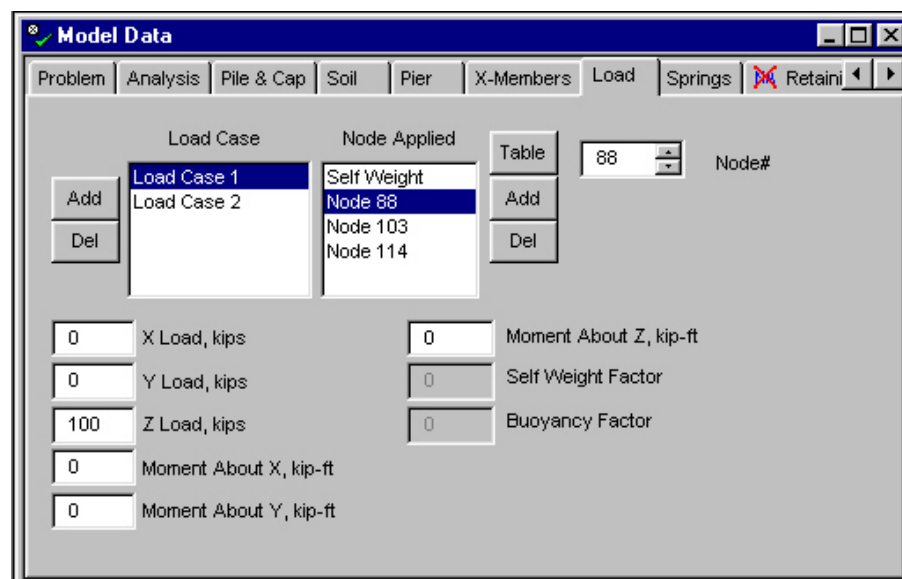 Model Data
Problem Analysis Pile & Cap Soil Pier X-Members Load Springs Retaini
Load Case Node Applied
Table 88 Node#
Load Case 1 Self Weight
Add Load Case 2 Node 88 Add
Node 103
Del Node 114 Del
0 X Load, kips 0 Moment About Z, kip-ft
0 Y Load, kips 0 Self Weight Factor
100 Z Load, kips 0 Buoyancy Factor
0 Moment About X, kip-ft
0 Moment About Y, kip-ft